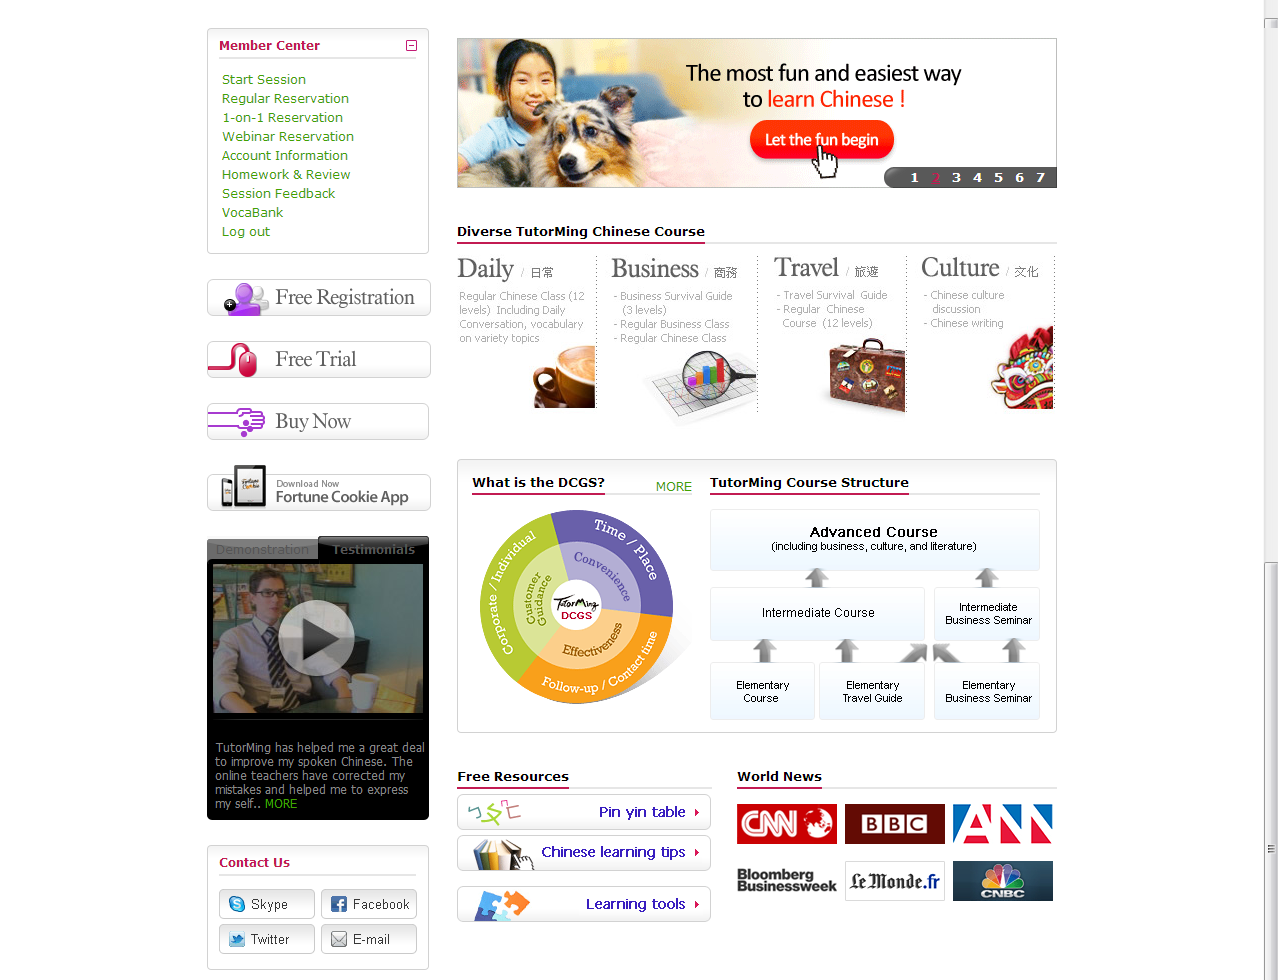 Member Center
Start Session
Regular Reservation
1-on-1 Reservation
Webinar Reservation
Account Information
Homework & Review
Session Feedback
VocaBank
Log out
Free Registration
Free Trial
Buy Now
Download Now
Fortune Cookie App
Demonstration
Testimonials
TutorMing has helped me a great deal
to improve my spoken Chinese. The
online teachers have corrected my
mistakes and helped me to express
my self.. MORE
Contact Us
Skype
Facebook
Twitter
E-mail
The most fun and easiest way
to learn Chinese !
Let the fun begin
1 2 3 4 5 6 7
Diverse TutorMing Chinese Course
Daily / 日常
Regular Chinese Class (12
levels) Including Daily
Conversation, vocabulary
on variety topics
Business / 商務
- Business Survival Guide
(3 levels)
- Regular Business Class
- Regular Chinese Class
Travel / 旅遊
- Travel Survival Guide
- Regular Chinese
Course (12 levels)
Culture / 文化
- Chinese culture
discussion
- Chinese writing
What is the DCGS?
MORE
Corporate / Individual
Time / Place
Customer
Guidance
Convenience
TutorMing
DCGS
Effectiveness
Follow-up / Contact time
TutorMing Course Structure
Advanced Course
(including business, culture, and literature)
Intermediate Course
Intermediate
Business Seminar
Elementary
Course
Elementary
Travel Guide
Elementary
Business Seminar
Free Resources
Pin yin table
Chinese learning tips
Learning tools
World News
CNN
BBC
ANN
Bloomberg
Businessweek
Le Monde.fr
CNBC